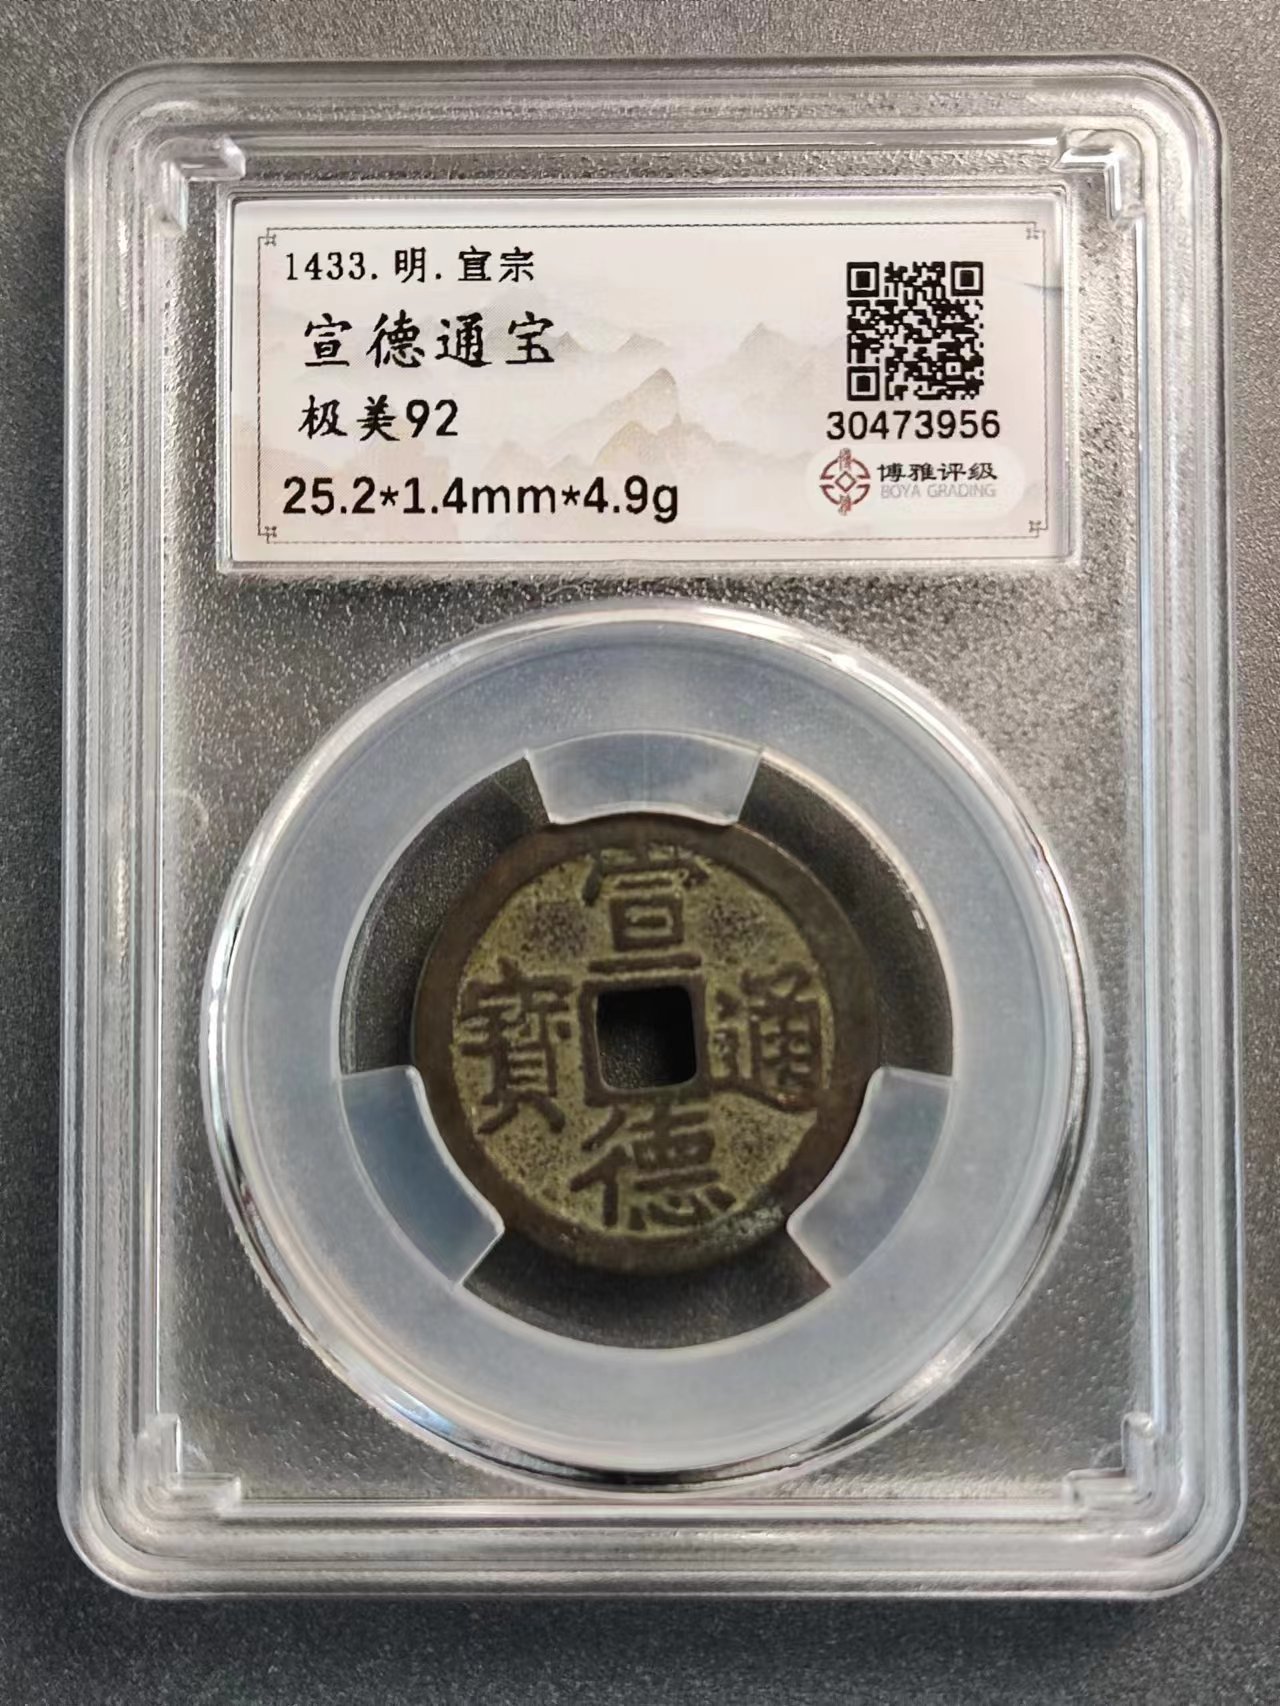 1433.明.宣宗
宣德通宝
极美92
25.2*1.4mm*4.9g
30473956
博雅评级
BOYA GRADING
宣
寶 通
德